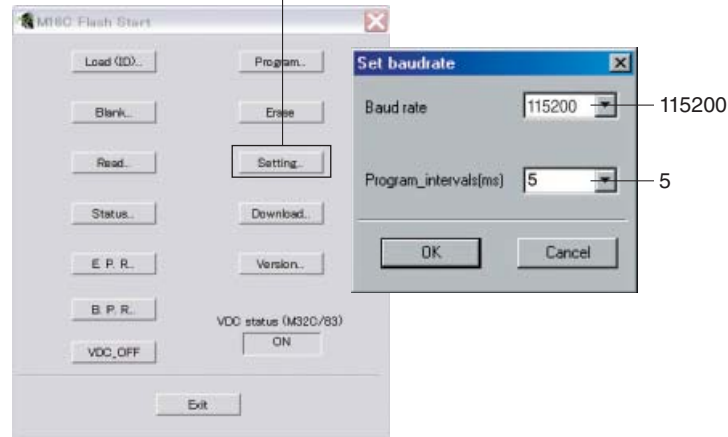 M16C Flash Start
Load (ID)...
Program...
Blank...
Erase
Read...
Setting...
Status...
Download...
E. P. R...
Version...
B. P. R...
VDC status (M32C/83)
VDC_OFF
ON
Exit
Set baudrate
Baud rate
115200
115200
Program_intervals(ms)
5
5
OK
Cancel